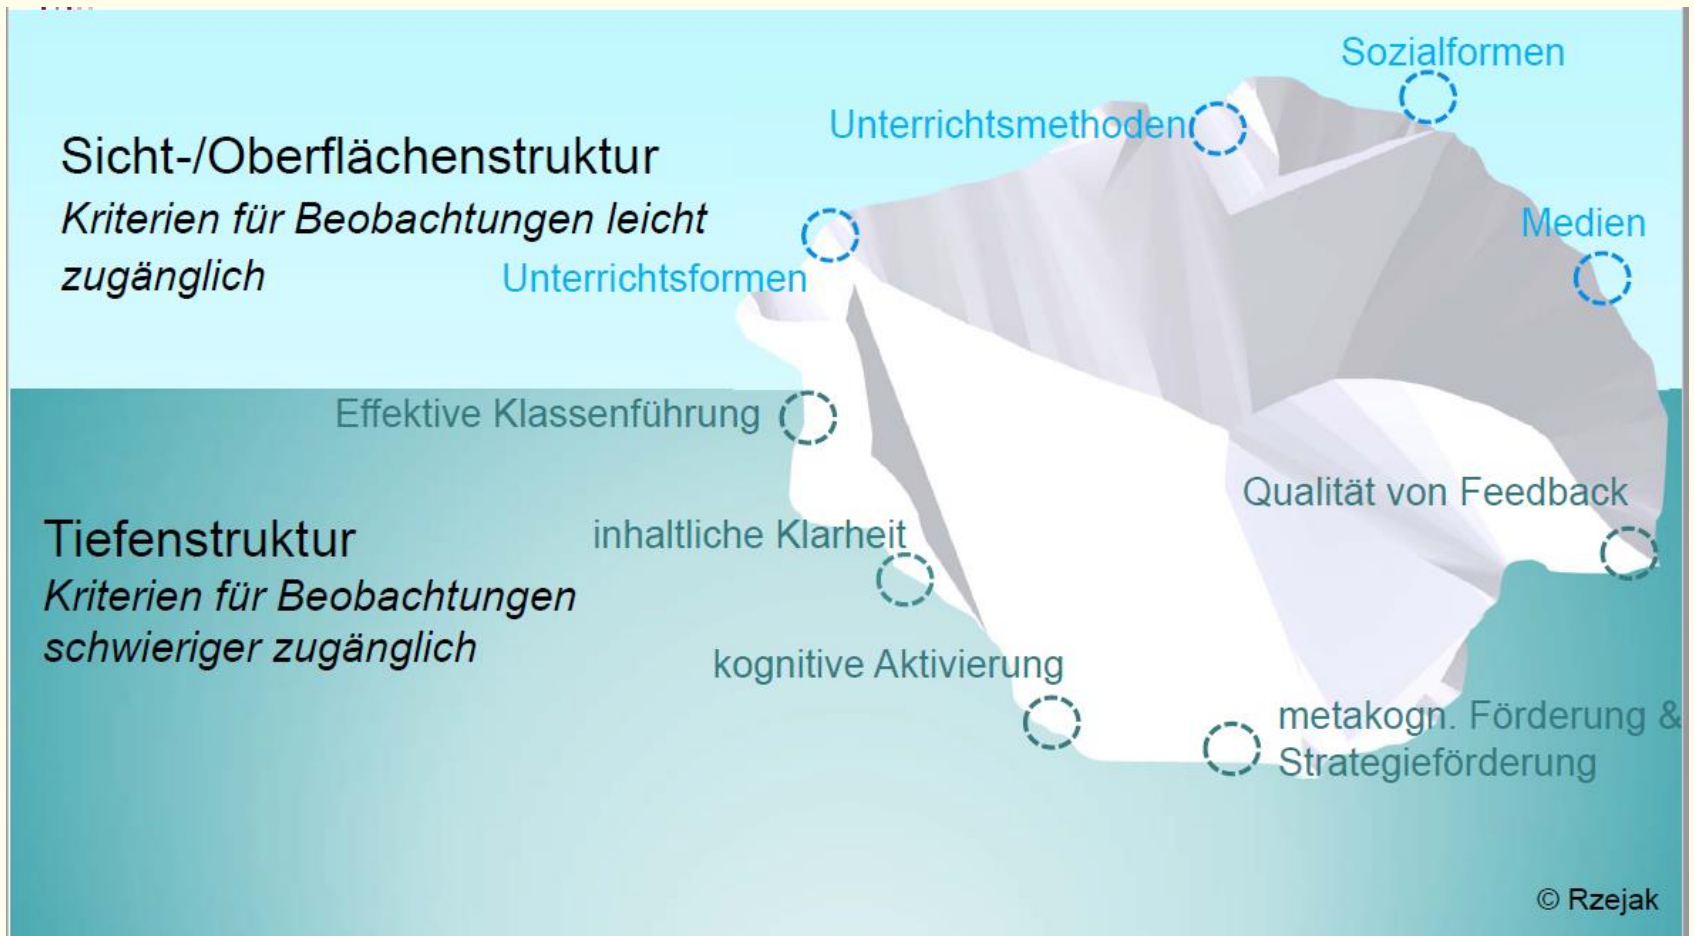 Sozialformen
Unterrichtsmethoden
Sicht-/Oberflächenstruktur
Kriterien für Beobachtungen leicht
zugänglich
Medien
Unterrichtsformen
Effektive Klassenführung
Qualität von Feedback
Tiefenstruktur
Kriterien für Beobachtungen
schwieriger zugänglich
inhaltliche Klarheit
kognitive Aktivierung
metakogn. Förderung &
Strategieförderung
© Rzejak